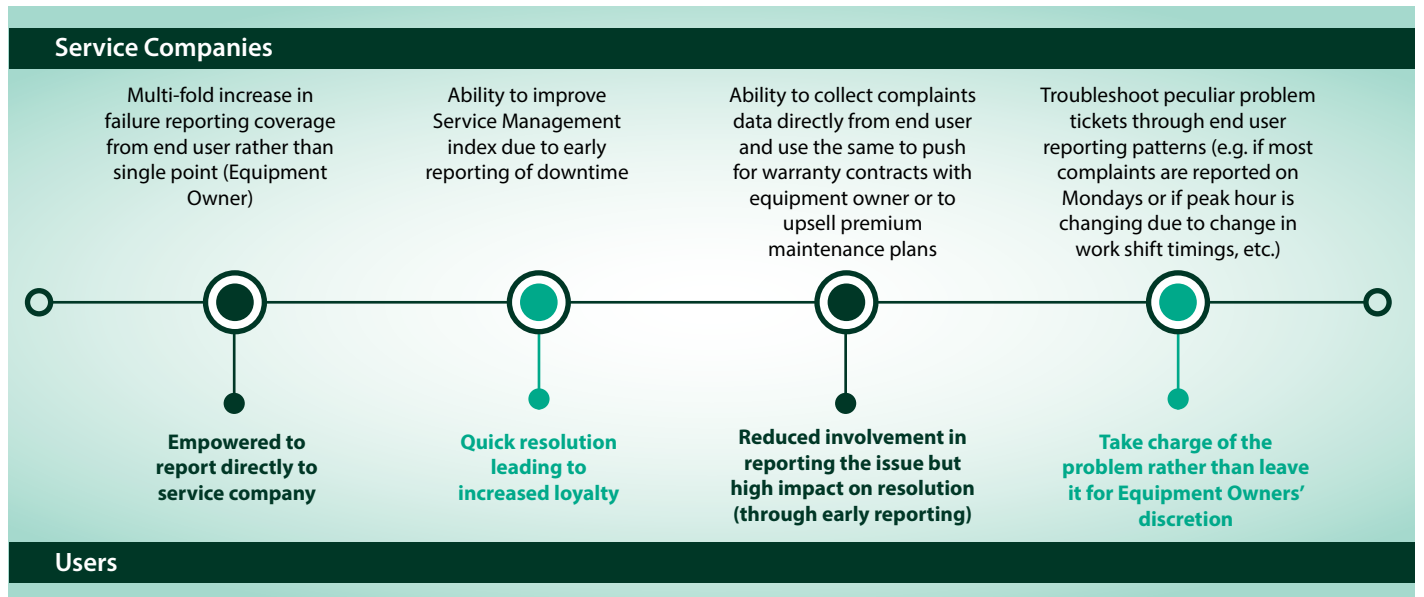 Service Companies
Multi-fold increase in
failure reporting coverage
from end user rather than
single point (Equipment
Owner)
Ability to improve
Service Management
index due to early
reporting of downtime
Ability to collect complaints
data directly from end user
and use the same to push
for warranty contracts with
equipment owner or to
upsell premium
maintenance plans
Troubleshoot peculiar problem
tickets through end user
reporting patterns (e.g. if most
complaints are reported on
Mondays or if peak hour is
changing due to change in
work shift timings, etc.)
Empowered to
report directly to
service company
Quick resolution
leading to
increased loyalty
Reduced involvement in
reporting the issue but
high impact on resolution
(through early reporting)
Take charge of the
problem rather than leave
it for Equipment Owners’
discretion
Users